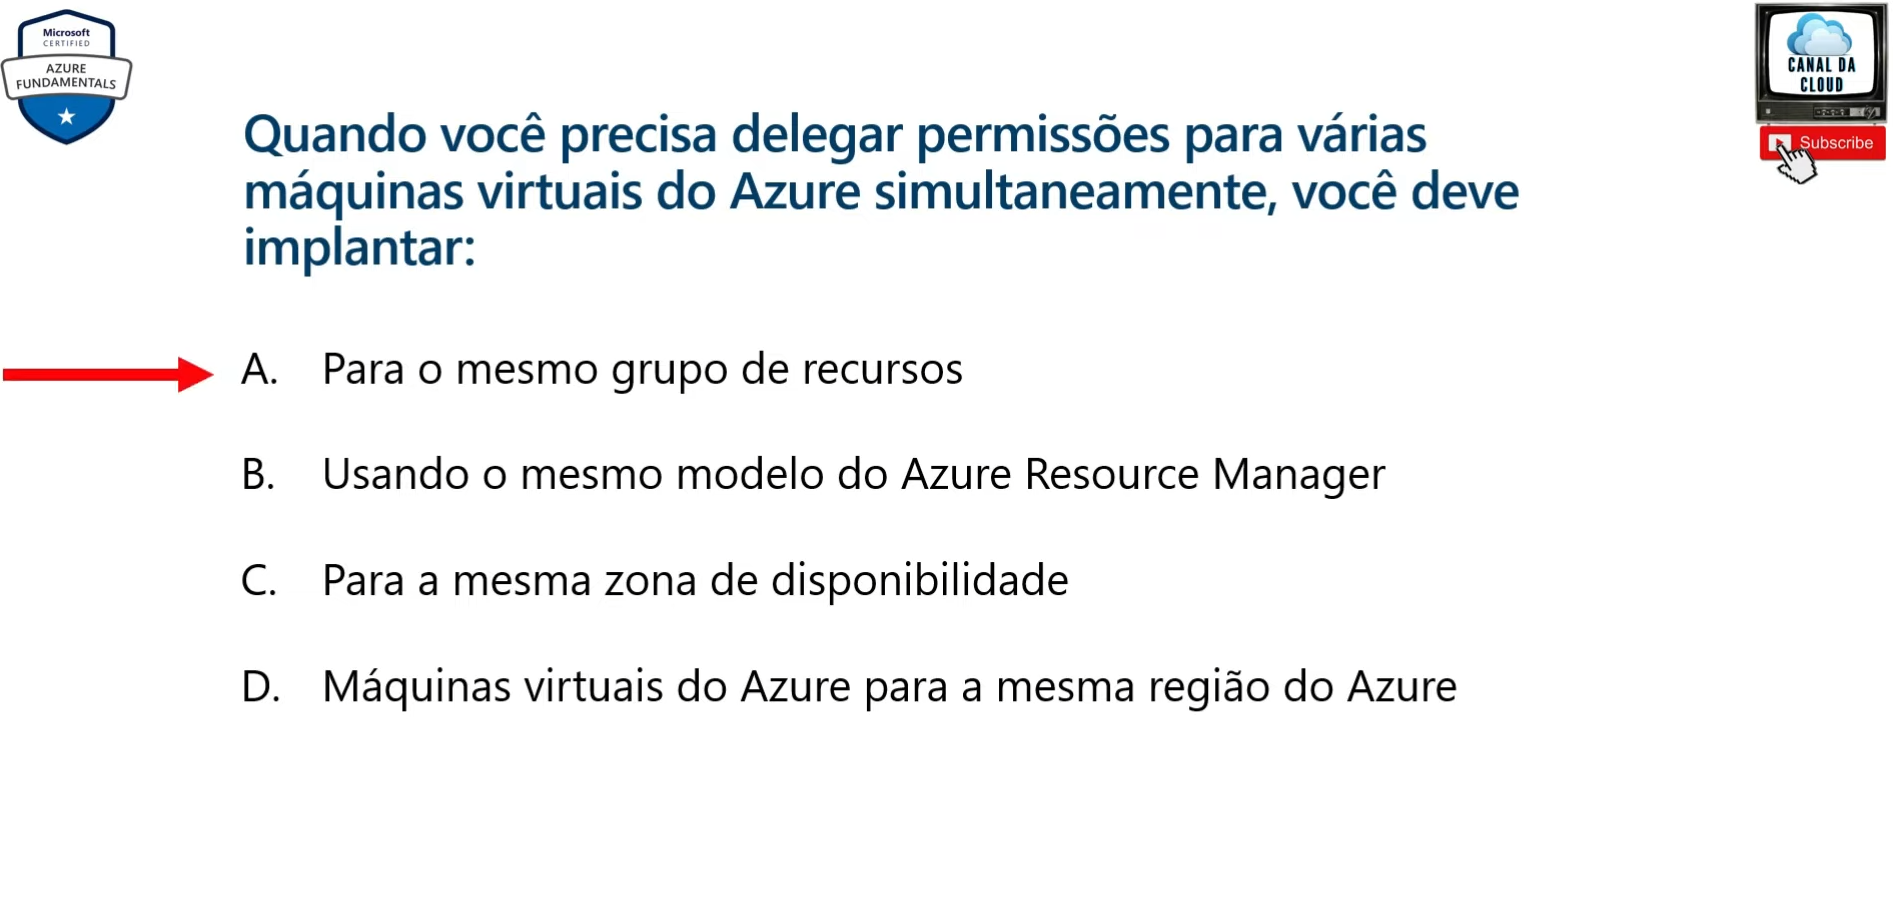 Microsoft
CERTIFIED
AZURE
FUNDAMENTALS
CANAL DA
CLOUD
Subscribe
Quando você precisa delegar permissões para várias
máquinas virtuais do Azure simultaneamente, você deve
implantar:
A. Para o mesmo grupo de recursos
B. Usando o mesmo modelo do Azure Resource Manager
C. Para a mesma zona de disponibilidade
D. Máquinas virtuais do Azure para a mesma região do Azure